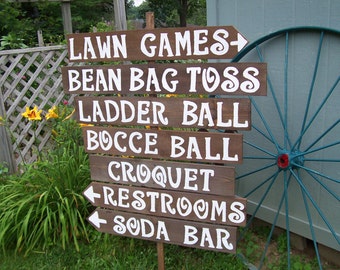 LAWN GAMES
BEAN BAG TOSS
LADDER BALL
BOCCE BALL
CROQUET
RESTROOMS
SODA BAR